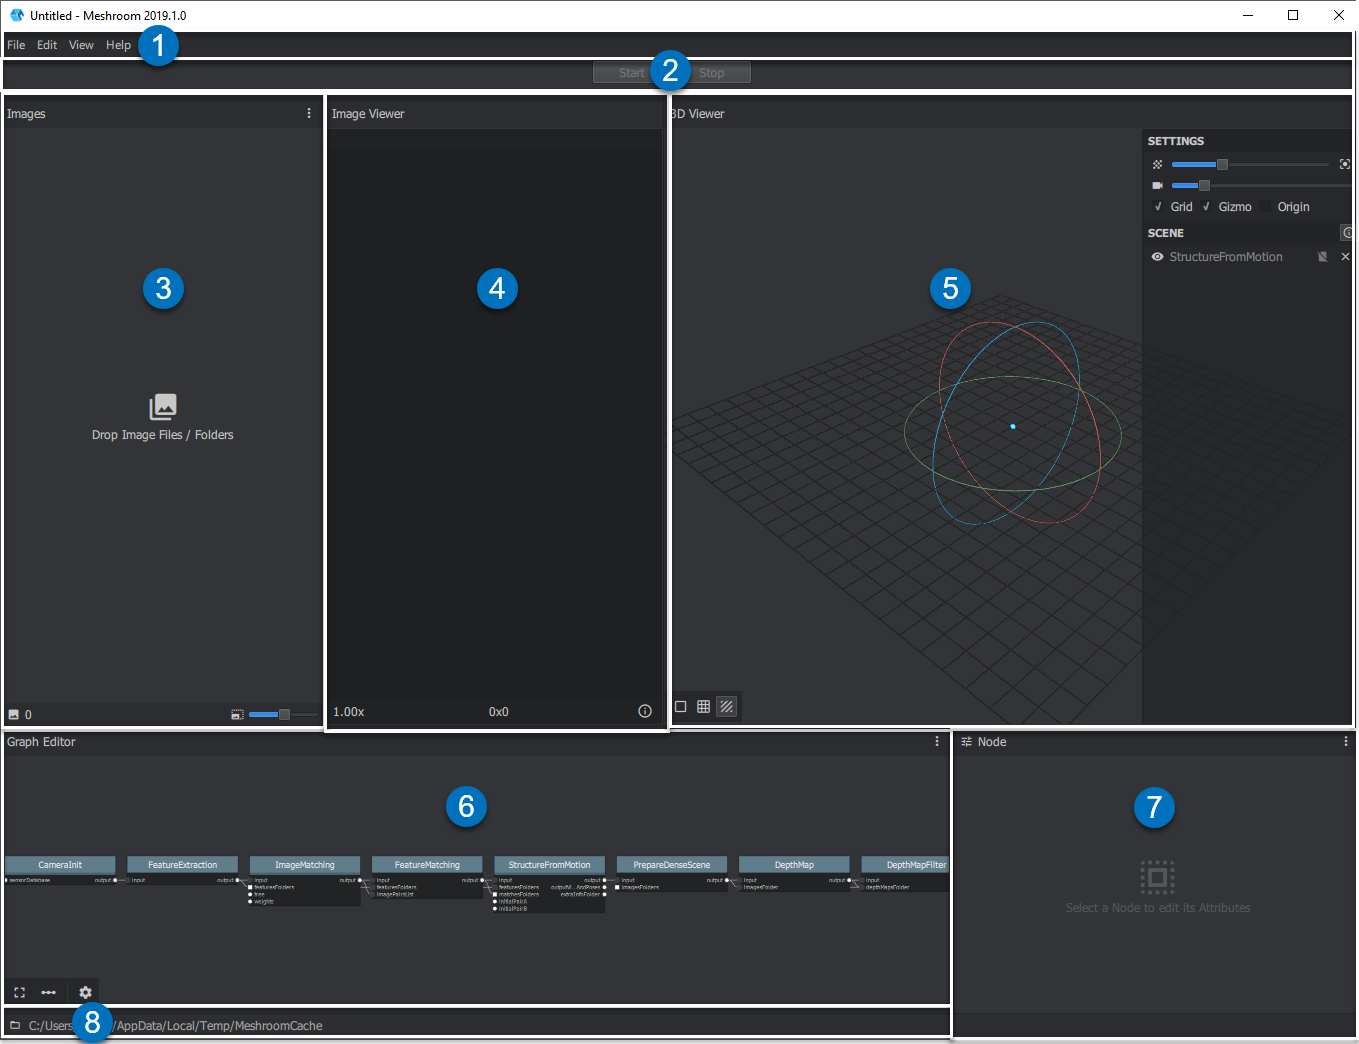 Untitled - Meshroom 2019.1.0
File Edit View Help 1
Start 2 Stop
Images
Image Viewer
3D Viewer
SETTINGS
Grid Gizmo Origin
SCENE
StructureFromMotion
3
4
5
Drop Image Files / Folders
0
1.00x 0x0
Graph Editor
Node
6
7
CameraInit
sensorDatabase output
FeatureExtraction
input output
ImageMatching
input output
featuresFolders
tree
weights
FeatureMatching
input output
featuresFolders
imagePairsList
StructureFromMotion
input output
featuresFolders outputVi...AndPoses
matchesFolders extraInfoFolder
initialPairA
initialPairB
PrepareDenseScene
input output
imagesFolders
DepthMap
input output
imagesFolder
DepthMapFilter
input
depthMapsFolder
Select a Node to edit its Attributes
C:/Users 8 /AppData/Local/Temp/MeshroomCache